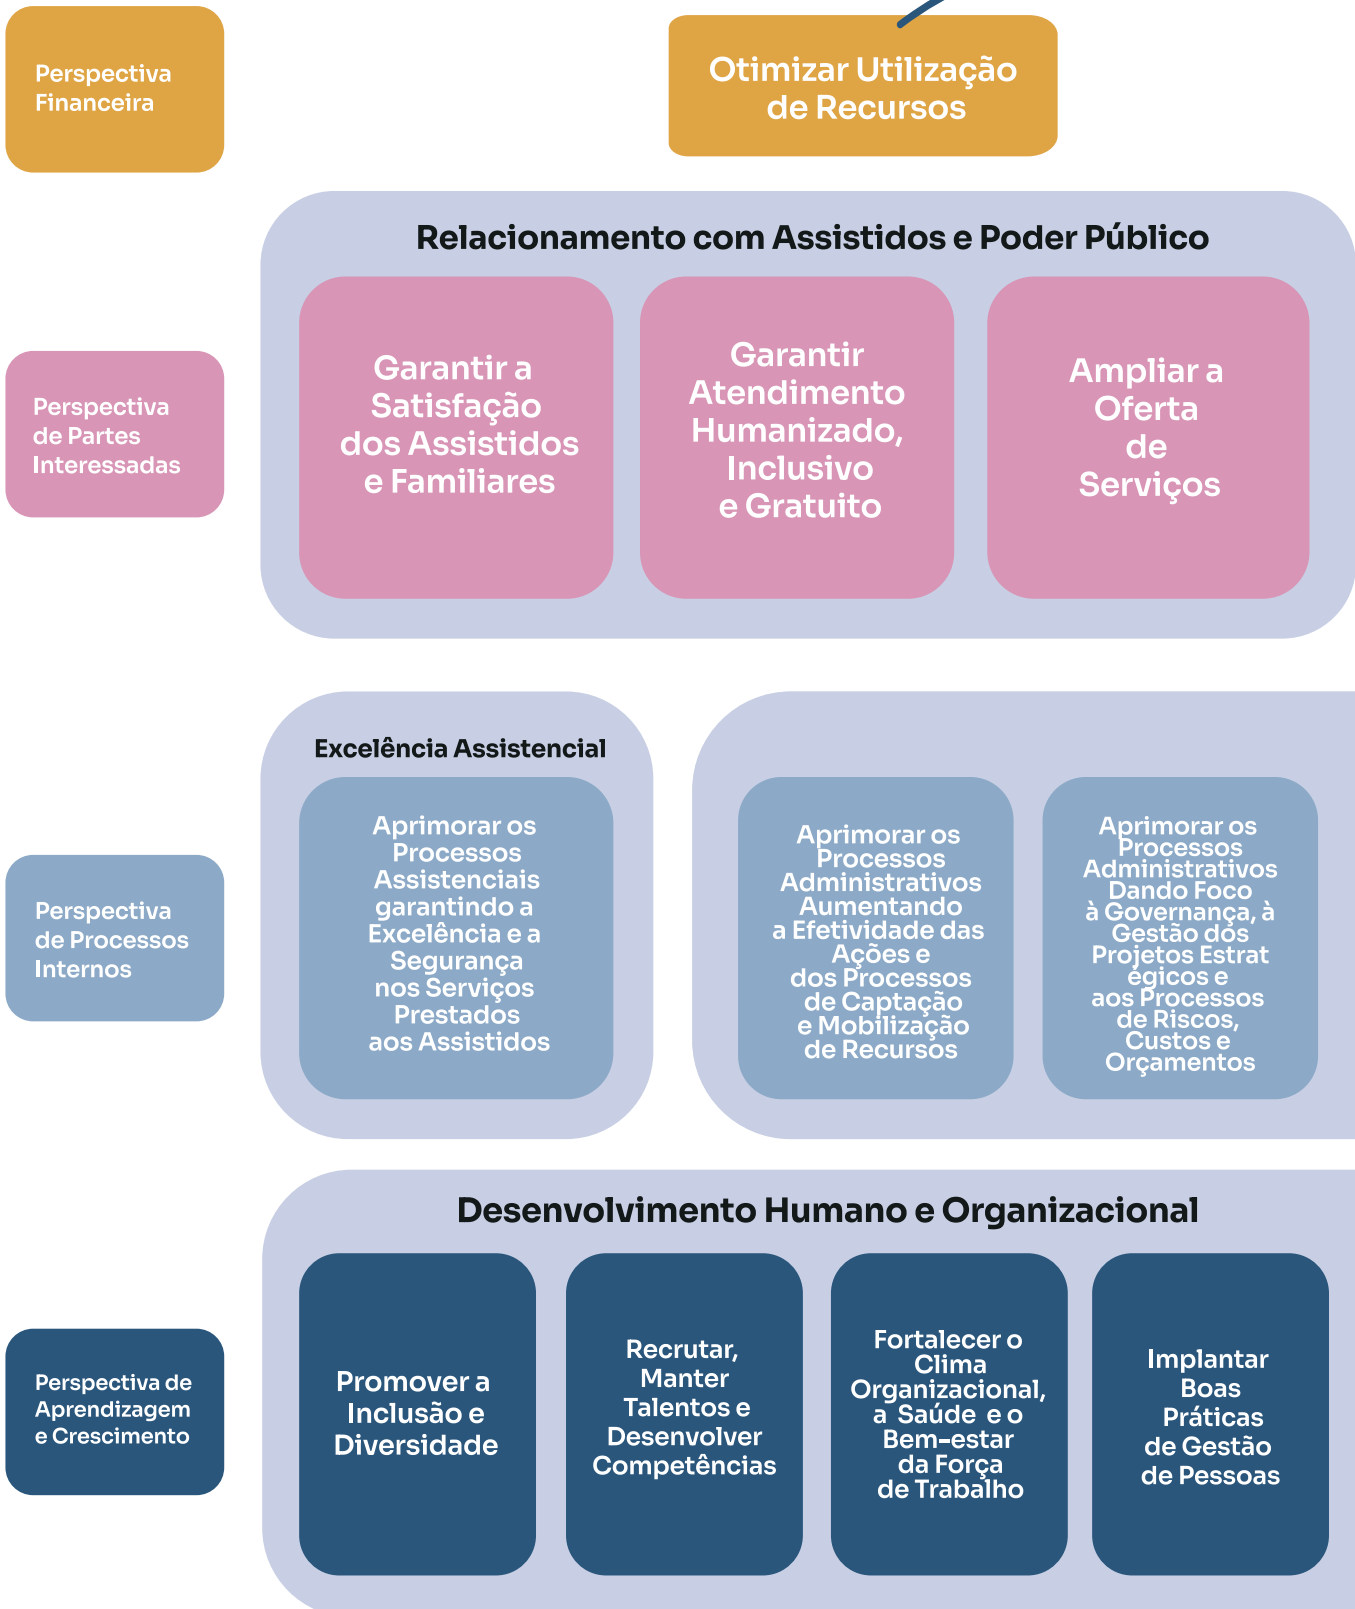 Perspectiva
Financeira
Otimizar Utilização
de Recursos
Relacionamento com Assistidos e Poder Público
Perspectiva
de Partes
Interessadas
Garantir a
Satisfação
dos Assistidos
e Familiares
Garantir
Atendimento
Humanizado,
Inclusivo
e Gratuito
Ampliar a
Oferta
de
Serviços
Perspectiva
de Processos
Internos
Excelência Assistencial
Aprimorar os
Processos
Assistenciais
garantindo a
Excelência e a
Segurança
nos Serviços
Prestados
aos Assistidos
Aprimorar os
Processos
Administrativos
Aumentando
a Efetividade das
Ações e
dos Processos
de Captação
e Mobilização
de Recursos
Aprimorar os
Processos
Administrativos
Dando Foco
à Governança, à
Gestão dos
Projetos Estrat
égicos e
aos Processos
de Riscos,
Custos e
Orçamentos
Desenvolvimento Humano e Organizacional
Perspectiva de
Aprendizagem
e Crescimento
Promover a
Inclusão e
Diversidade
Recrutar,
Manter
Talentos e
Desenvolver
Competências
Fortalecer o
Clima
Organizacional,
a Saúde e o
Bem-estar
da Força
de Trabalho
Implantar
Boas
Práticas
de Gestão
de Pessoas